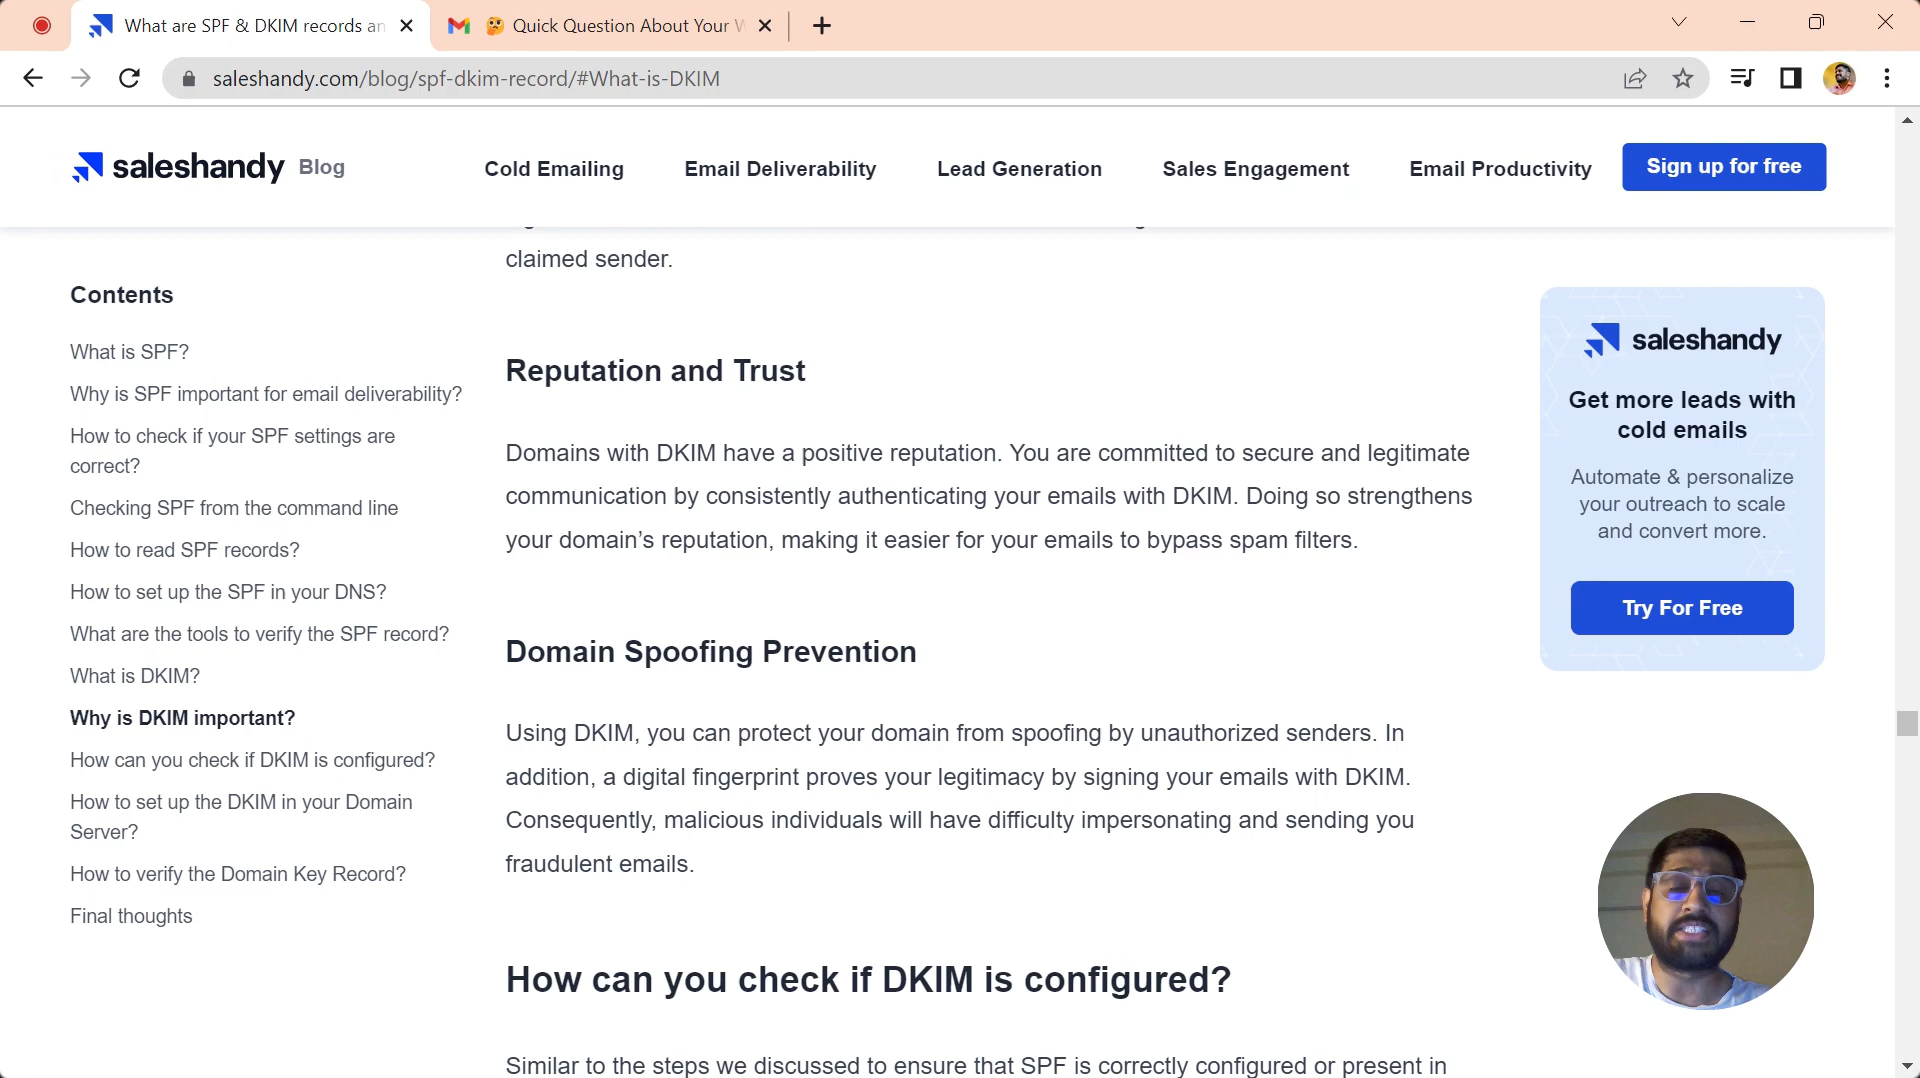 What are SPF & DKIM records an
Quick Question About Your W
saleshandy.com/blog/spf-dkim-record/#What-is-DKIM
saleshandy Blog
Cold Emailing
Email Deliverability
Lead Generation
Sales Engagement
Email Productivity
Sign up for free
claimed sender.
Contents
What is SPF?
Why is SPF important for email deliverability?
How to check if your SPF settings are
correct?
Checking SPF from the command line
How to read SPF records?
How to set up the SPF in your DNS?
What are the tools to verify the SPF record?
What is DKIM?
Why is DKIM important?
How can you check if DKIM is configured?
How to set up the DKIM in your Domain
Server?
How to verify the Domain Key Record?
Final thoughts
Reputation and Trust
Domains with DKIM have a positive reputation. You are committed to secure and legitimate
communication by consistently authenticating your emails with DKIM. Doing so strengthens
your domain’s reputation, making it easier for your emails to bypass spam filters.
Domain Spoofing Prevention
Using DKIM, you can protect your domain from spoofing by unauthorized senders. In
addition, a digital fingerprint proves your legitimacy by signing your emails with DKIM.
Consequently, malicious individuals will have difficulty impersonating and sending you
fraudulent emails.
How can you check if DKIM is configured?
Similar to the steps we discussed to ensure that SPF is correctly configured or present in
saleshandy
Get more leads with
cold emails
Automate & personalize
your outreach to scale
and convert more.
Try For Free